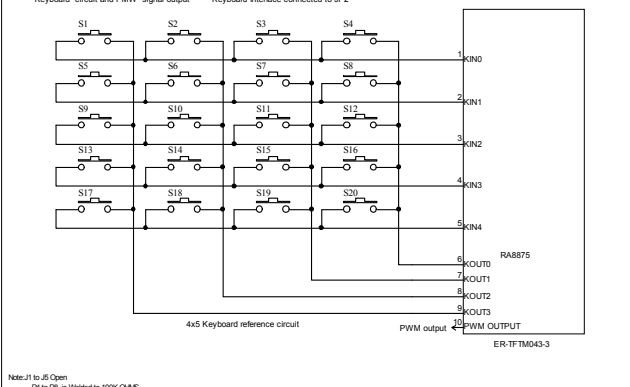 Keyboard circuit and PMW signal output Keyboard interface connected to JP2
S1 S2 S3 S4
1 KIN0
S5 S6 S7 S8
2 KIN1
S9 S10 S11 S12
3 KIN2
S13 S14 S15 S16
4 KIN3
S17 S18 S19 S20
5 KIN4
RA8875
6 KOUT0
7 KOUT1
8 KOUT2
9 KOUT3
4x5 Keyboard reference circuit
PWM output 10 PWM OUTPUT
ER-TFTM043-3
Note:J1 to J5 Open